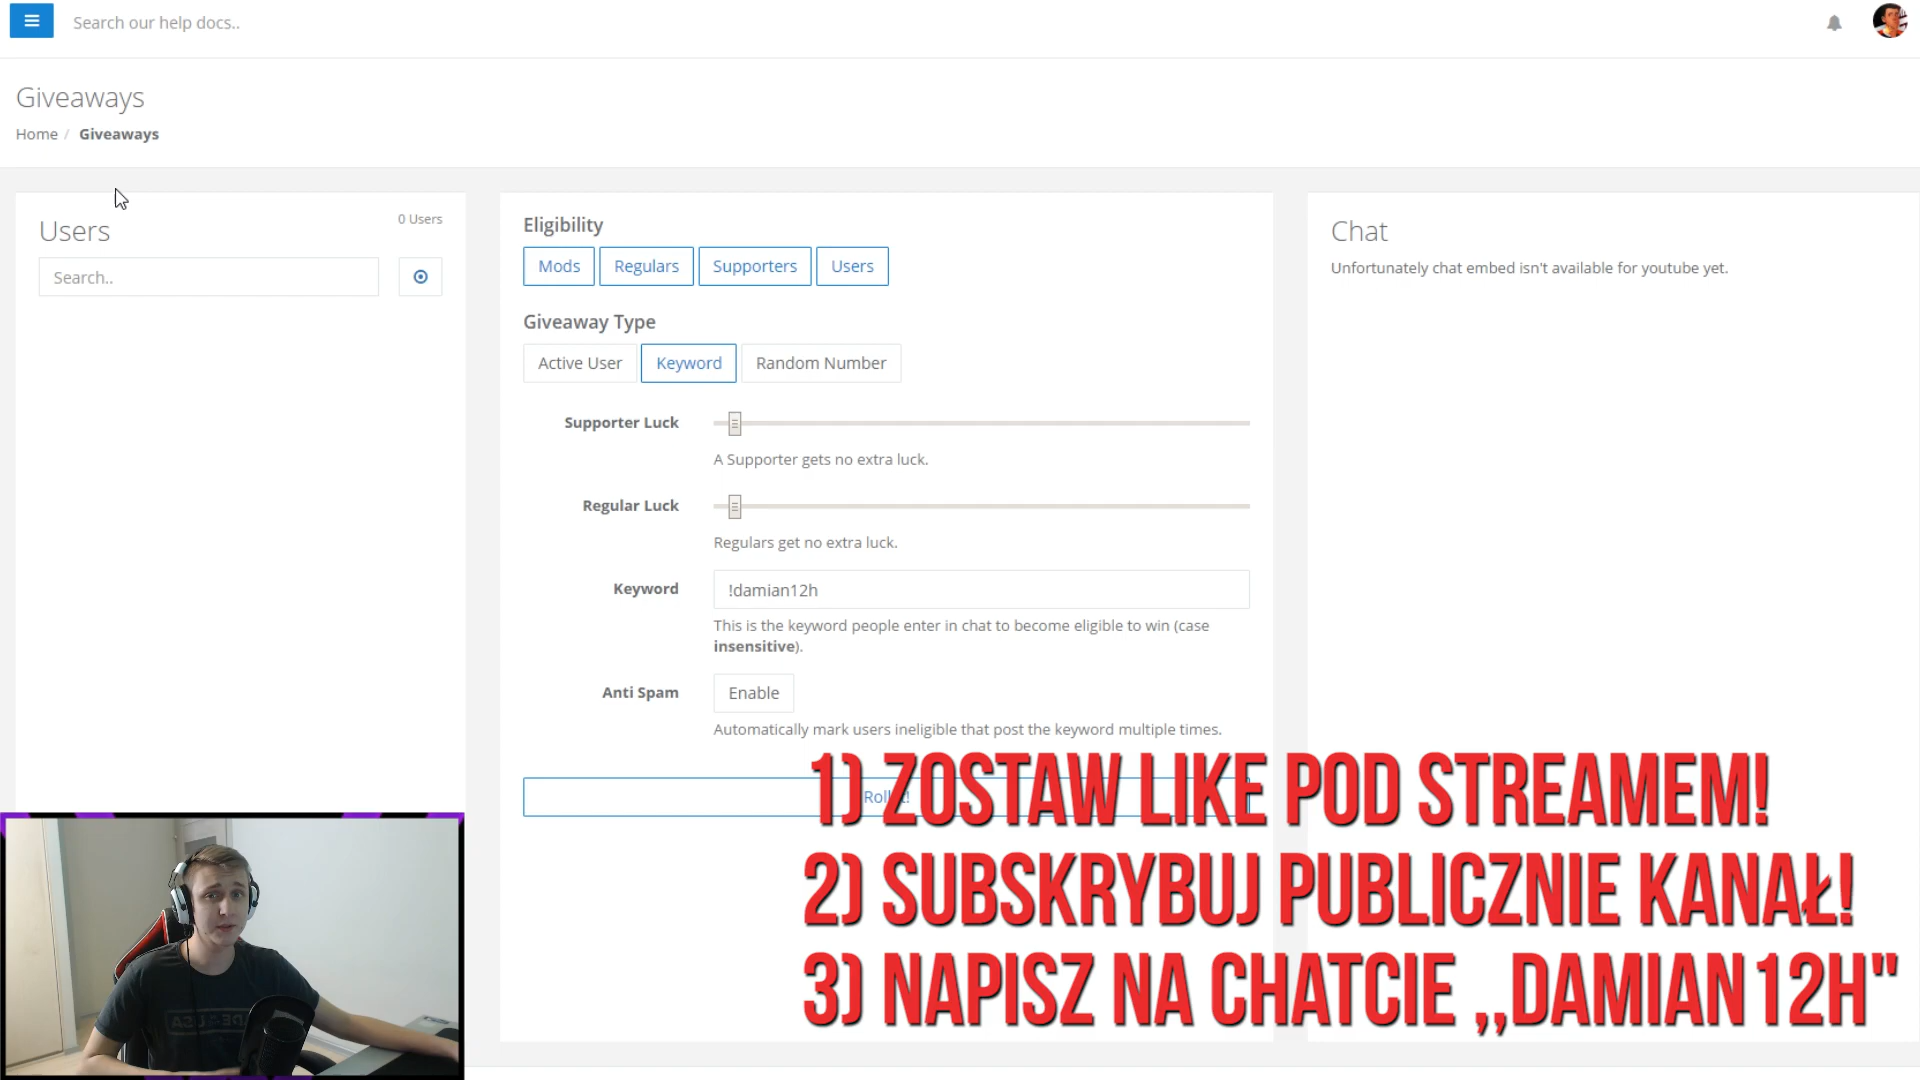 Search our help docs..
Giveaways
Home / Giveaways
Users
0 Users
Search..
Eligibility
Mods Regulars Supporters Users
Giveaway Type
Active User Keyword Random Number
Supporter Luck
A Supporter gets no extra luck.
Regular Luck
Regulars get no extra luck.
Keyword !damian12h
This is the keyword people enter in chat to become eligible to win (case
insensitive).
Anti Spam Enable
Automatically mark users ineligible that post the keyword multiple times.
Chat
Unfortunately chat embed isn't available for youtube yet.
1) ZOSTAW LIKE POD STREAMEM!
2) SUBSKRYBUJ PUBLICZNIE KANAŁ!
3) NAPISZ NA CHATCIE ,,DAMIAN12H"